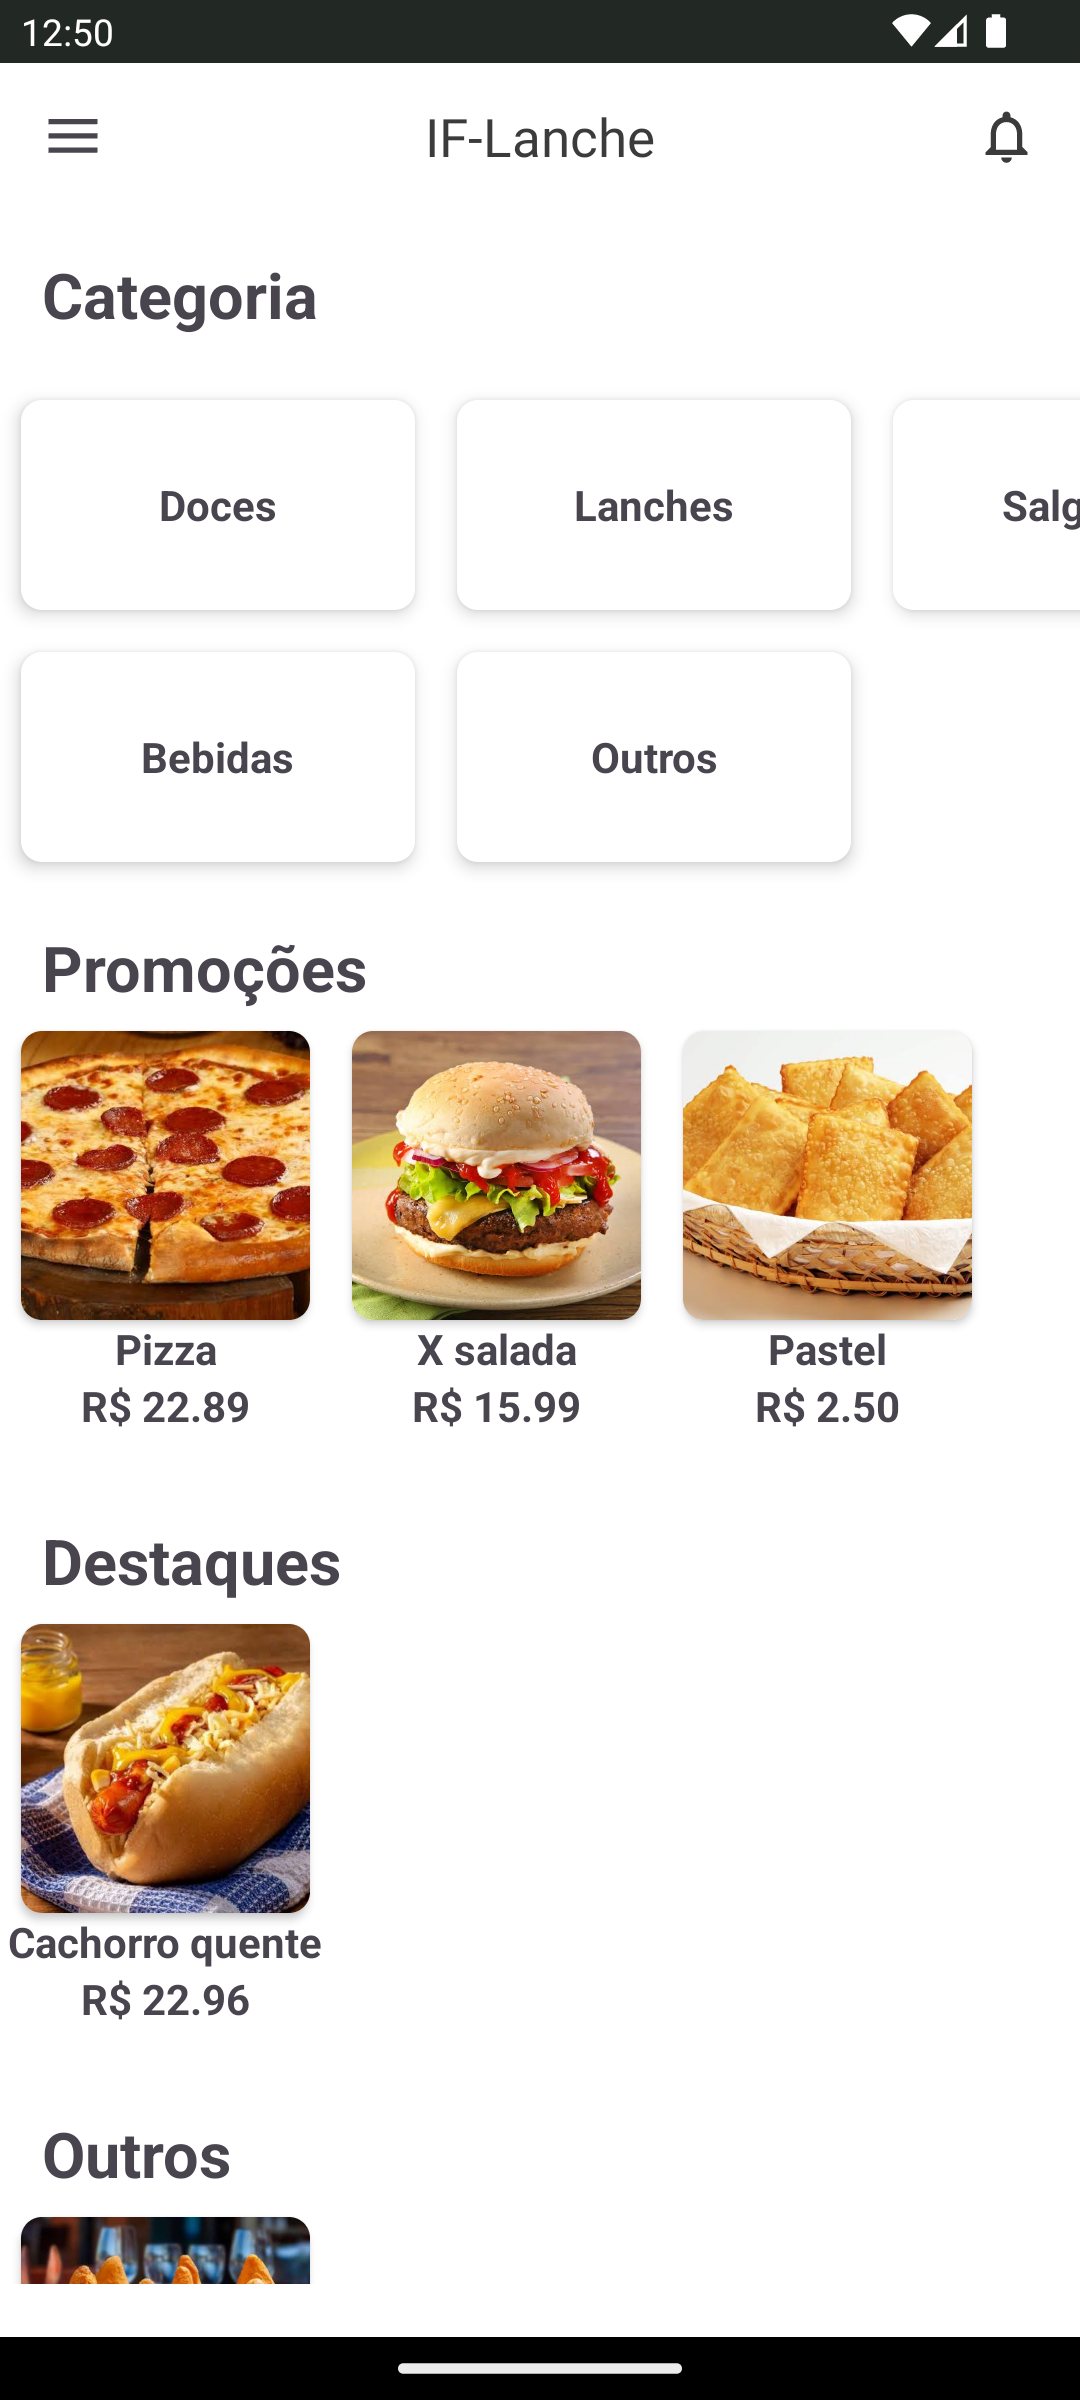 12:50
IF-Lanche
Categoria
Doces
Lanches
Salg
Bebidas
Outros
Promoções
Pizza
R$ 22.89
X salada
R$ 15.99
Pastel
R$ 2.50
Destaques
Cachorro quente
R$ 22.96
Outros